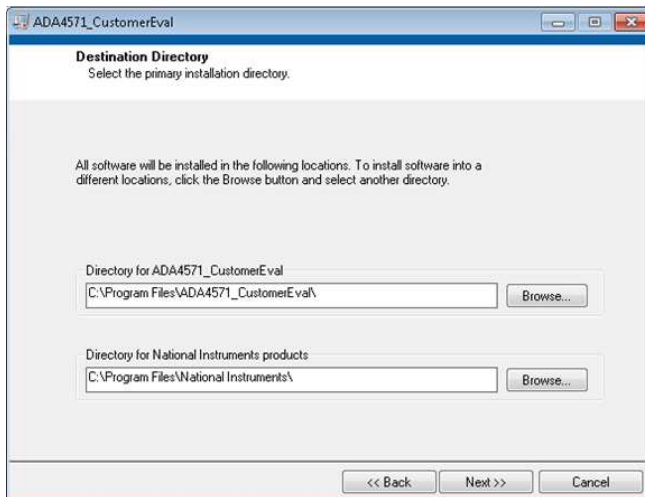 ADA4571_CustomerEval
Destination Directory
Select the primary installation directory.
All software will be installed in the following locations. To install software into a
different locations, click the Browse button and select another directory.
Directory for ADA4571_CustomerEval
C:\Program Files\ADA4571_CustomerEval\
Browse...
Directory for National Instruments products
C:\Program Files\National Instruments\
Browse...
<< Back
Next >>
Cancel